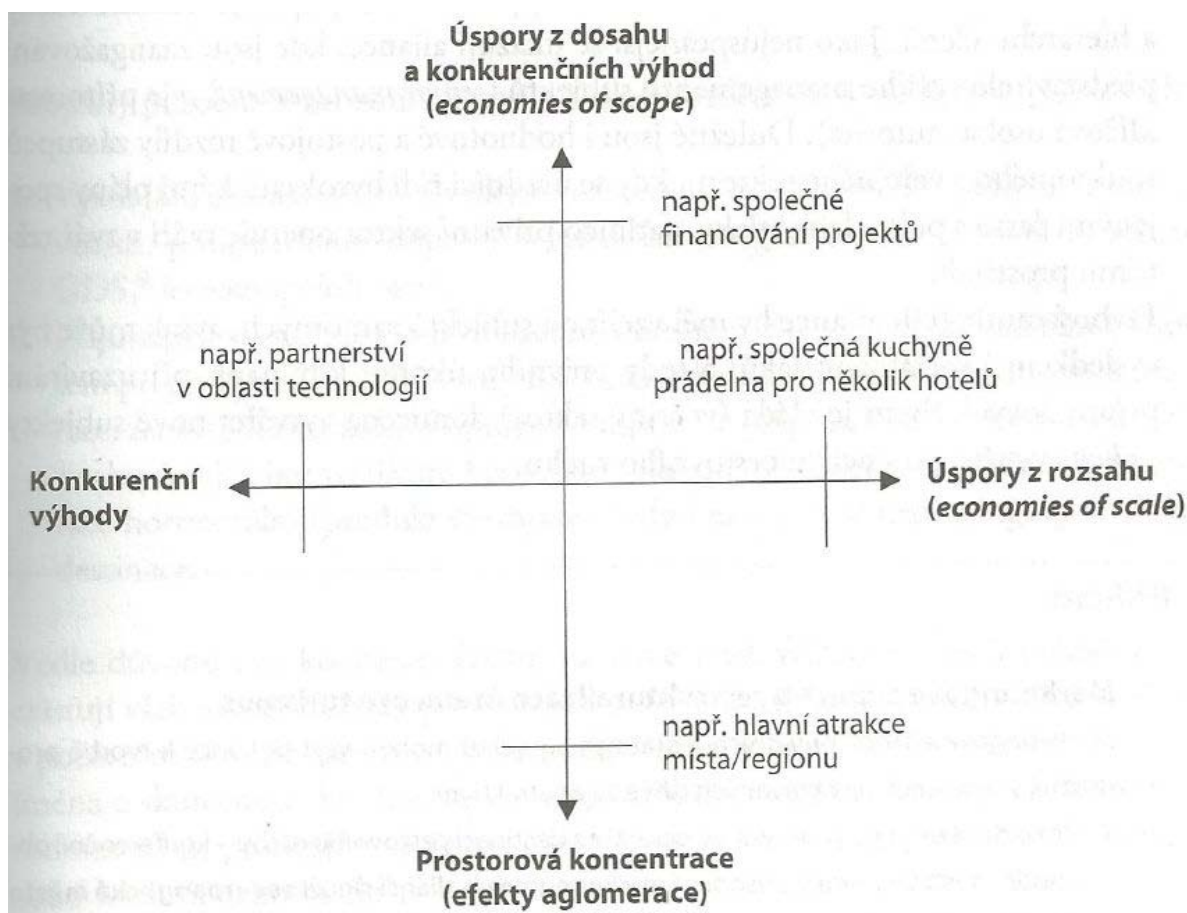 Úspory z dosahu
a konkurenčních výhod
(economies of scope)
např. společné
financování projektů
např. partnerství
v oblasti technologií
např. společná kuchyně
prádelna pro několik hotelů
Konkurenční
výhody
Úspory z rozsahu
(economies of scale)
např. hlavní atrakce
místa/regionu
Prostorová koncentrace
(efekty aglomerace)